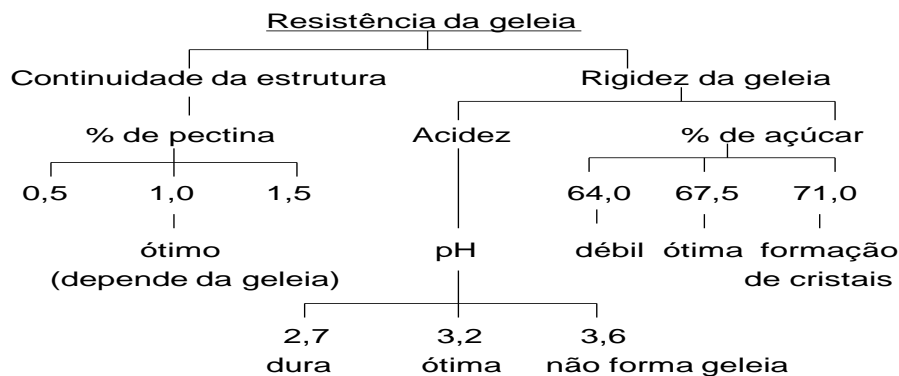 Resistência da geleia
Continuidade da estrutura
Rigidez da geleia
% de pectina
Acidez
% de açúcar
0,5
1,0
1,5
64,0
67,5
71,0
ótimo
(depende da geleia)
pH
débil
ótima
formação
de cristais
2,7
3,2
3,6
dura
ótima
não forma geleia